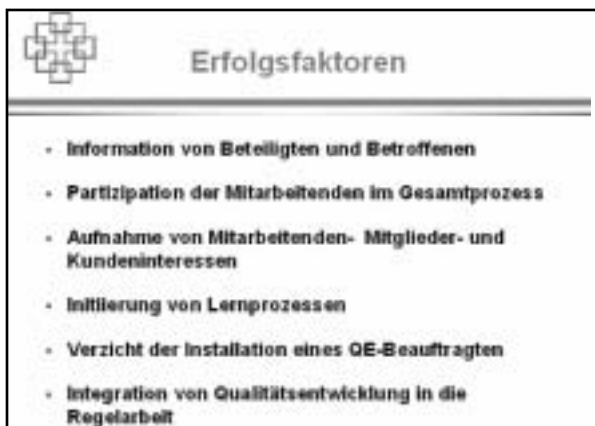 Erfolgsfaktoren
- Information von Beteiligten und Betroffenen
- Partizipation der Mitarbeitenden im Gesamtprozess
- Aufnahme von Mitarbeitenden- Mitglieder- und
Kundeninteressen
- Initiierung von Lernprozessen
- Verzicht der Installation eines QE-Beauftragten
- Integration von Qualitätsentwicklung in die
Regelarbeit